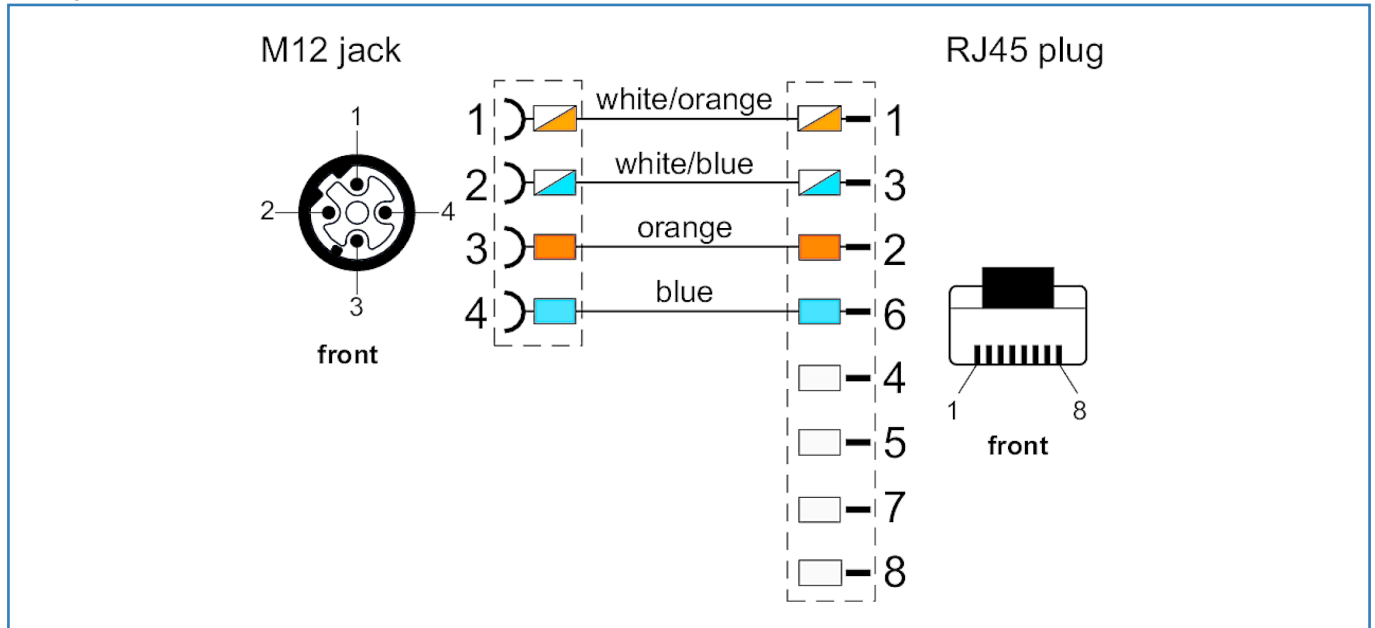 M12 jack
RJ45 plug
1
2
4
3
front
1 white/orange 1
2 white/blue 3
3 orange 2
4 blue 6
4
5
7
8
1 8
front